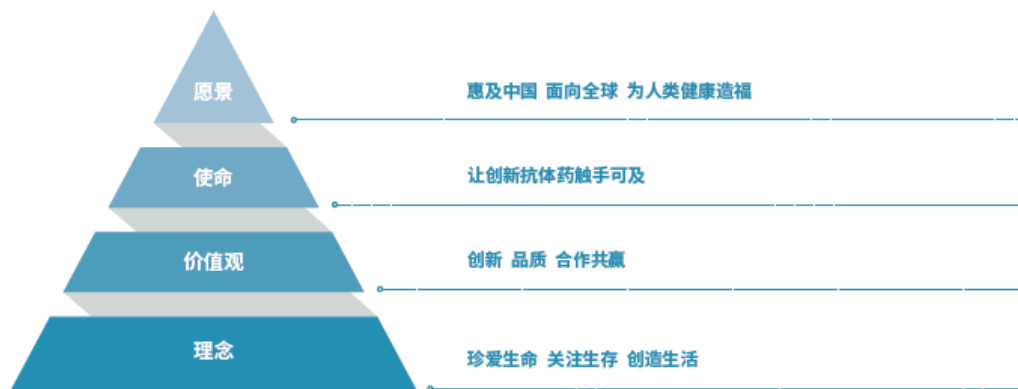 愿景
惠及中国 面向全球 为人类健康造福
使命
让创新抗体药触手可及
价值观
创新 品质 合作共赢
理念
珍爱生命 关注生存 创造生活